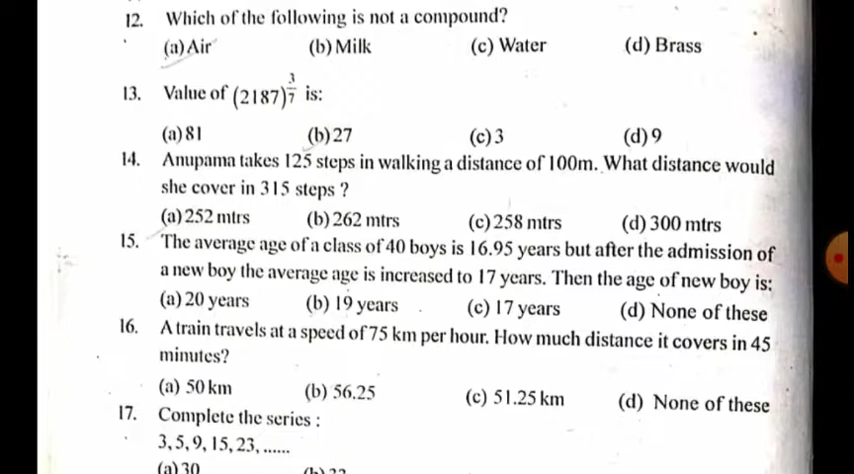 12. Which of the following is not a compound?
(a) Air (b) Milk (c) Water (d) Brass
13. Value of (2187)^3/7 is:
(a) 81 (b) 27 (c) 3 (d) 9
14. Anupama takes 125 steps in walking a distance of 100m. What distance would
she cover in 315 steps ?
(a) 252 mtrs (b) 262 mtrs (c) 258 mtrs (d) 300 mtrs
15. The average age of a class of 40 boys is 16.95 years but after the admission of
a new boy the average age is increased to 17 years. Then the age of new boy is:
(a) 20 years (b) 19 years (c) 17 years (d) None of these
16. A train travels at a speed of 75 km per hour. How much distance it covers in 45
minutes?
(a) 50 km (b) 56.25 (c) 51.25 km (d) None of these
17. Complete the series :
3, 5, 9, 15, 23, ......
(a) 30